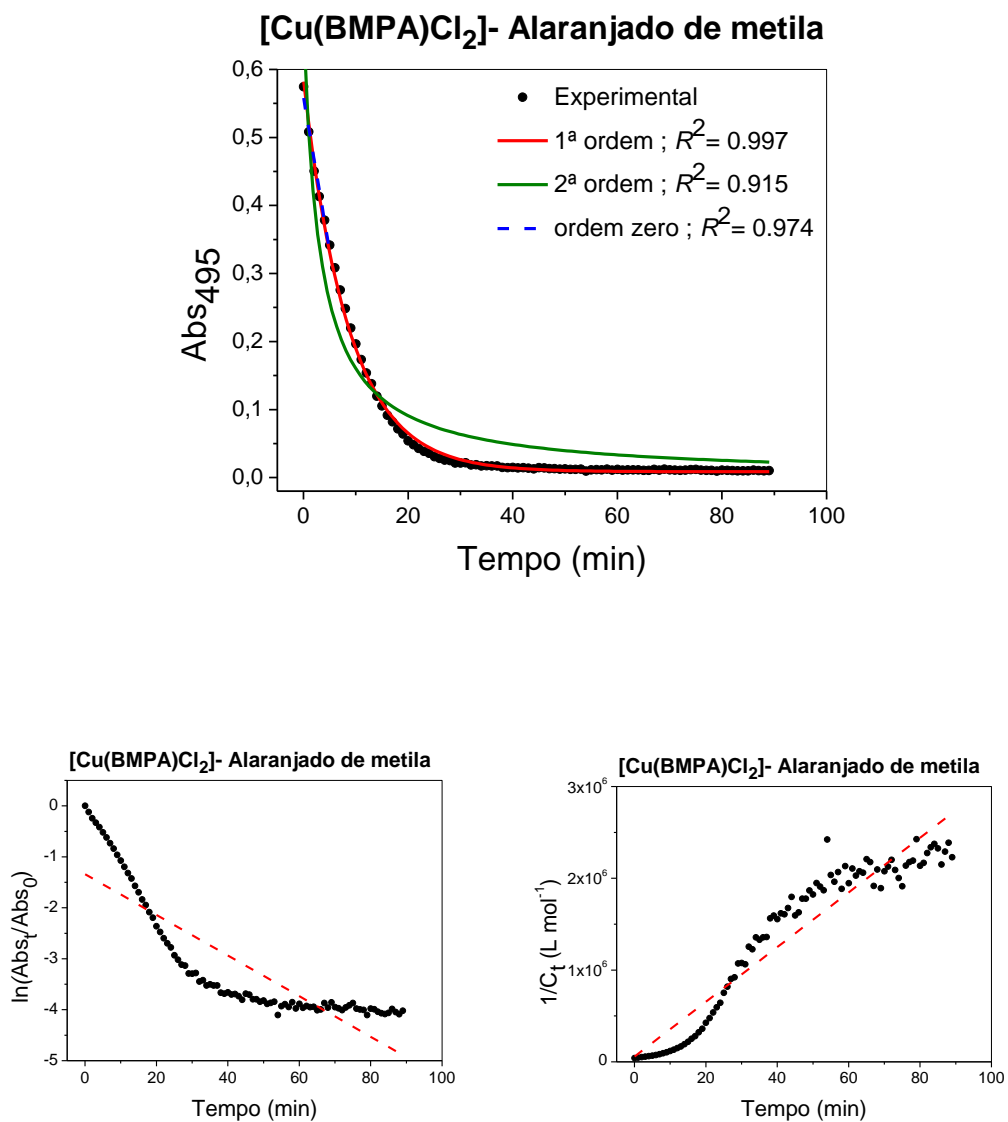 [Cu(BMPA)Cl₂]- Alaranjado de metila
0,6
0,5
0,4
0,3
0,2
0,1
0,0
Abs₄₉₅
Experimental
1ª ordem ; R²= 0.997
2ª ordem ; R²= 0.915
ordem zero ; R²= 0.974
0 20 40 60 80 100
Tempo (min)
[Cu(BMPA)Cl₂]- Alaranjado de metila
0
-1
-2
-3
-4
-5
ln(Absₜ/Abs₀)
0 20 40 60 80 100
Tempo (min)
[Cu(BMPA)Cl₂]- Alaranjado de metila
3x10⁶
2x10⁶
1x10⁶
0
1/Cₜ (L mol⁻¹)
0 20 40 60 80 100
Tempo (min)